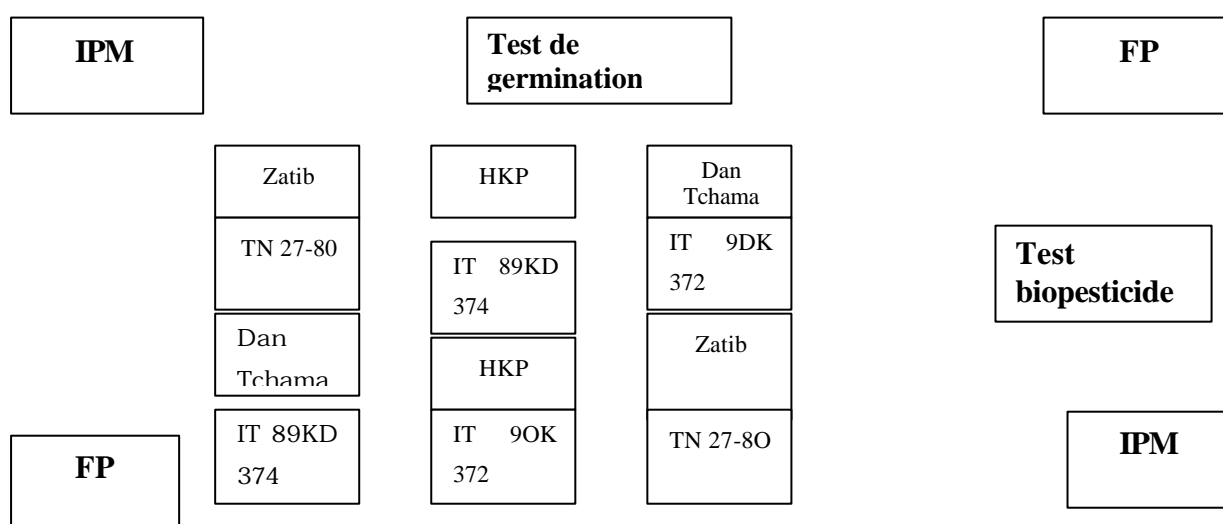 IPM
Test de
germination
FP
Zatib
HKP
Dan
Tchama
TN 27-80
IT 89KD
374
IT 9DK
372
Test
biopesticide
Dan
Tchama
HKP
Zatib
FP
IT 89KD
374
IT 9OK
372
TN 27-8O
IPM